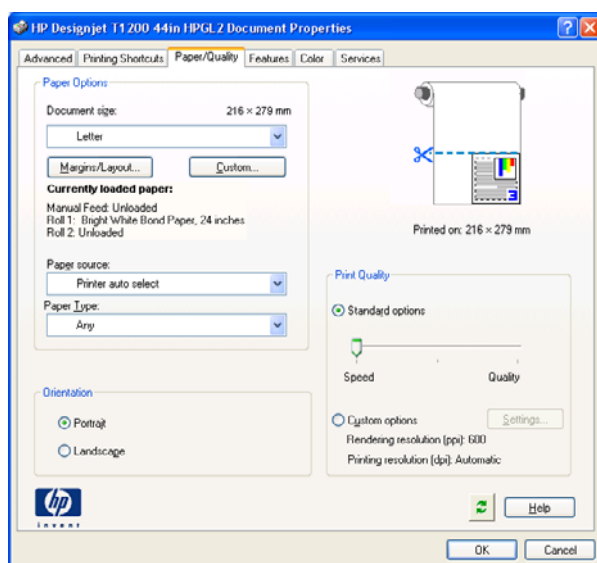 HP Designjet T1200 44in HPGL2 Document Properties
Advanced Printing Shortcuts Paper/Quality Features Color Services
Paper Options
Document size: 216 × 279 mm
Letter
Margins/Layout... Custom...
Currently loaded paper:
Manual Feed: Unloaded
Roll 1: Bright White Bond Paper, 24 inches
Roll 2: Unloaded
Paper source:
Printer auto select
Paper Type:
Any
Orientation
Portrait
Landscape
3
Printed on: 216 × 279 mm
Print Quality
Standard options
Speed Quality
Custom options Settings...
Rendering resolution (ppi): 600
Printing resolution (dpi): Automatic
hp
invent
Help
OK Cancel